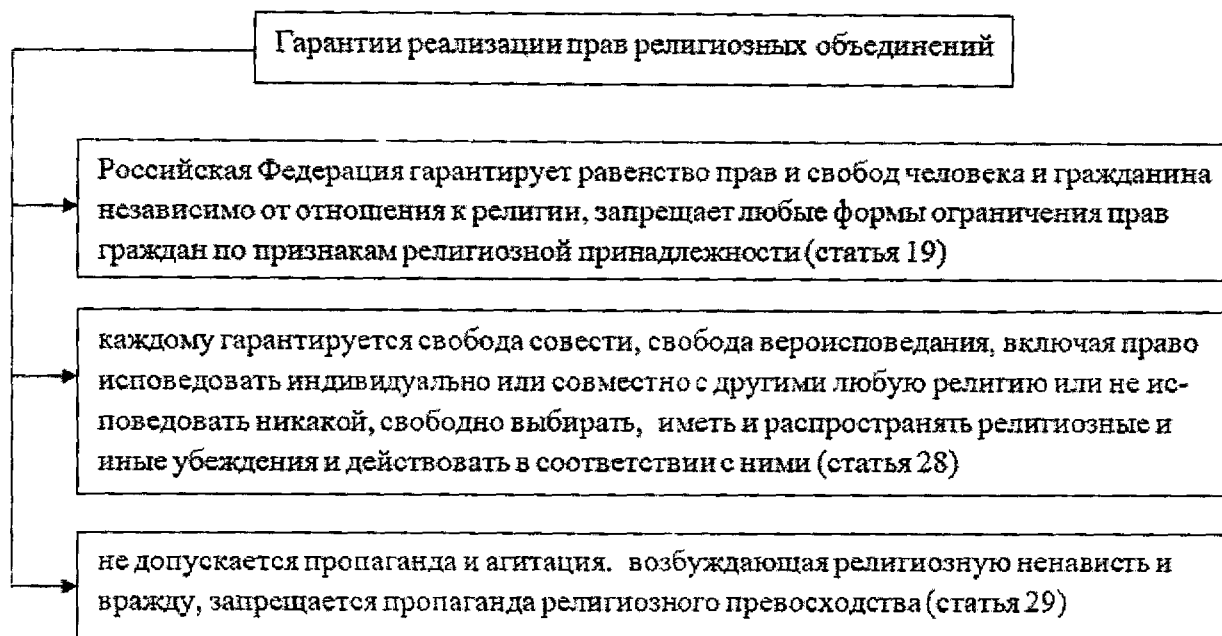 Гарантии реализации прав религиозных объединений
Российская Федерация гарантирует равенство прав и свобод человека и гражданина
независимо от отношения к религии, запрещает любые формы ограничения прав
граждан по признакам религиозной принадлежности (статья 19)
каждому гарантируется свобода совести, свобода вероисповедания, включая право
исповедовать индивидуально или совместно с другими любую религию или не ис-
поведовать никакой, свободно выбирать, иметь и распространять религиозные и
иные убеждения и действовать в соответствии с ними (статья 28)
не допускается пропаганда и агитация. возбуждающая религиозную ненависть и
вражду, запрещается пропаганда религиозного превосходства (статья 29)